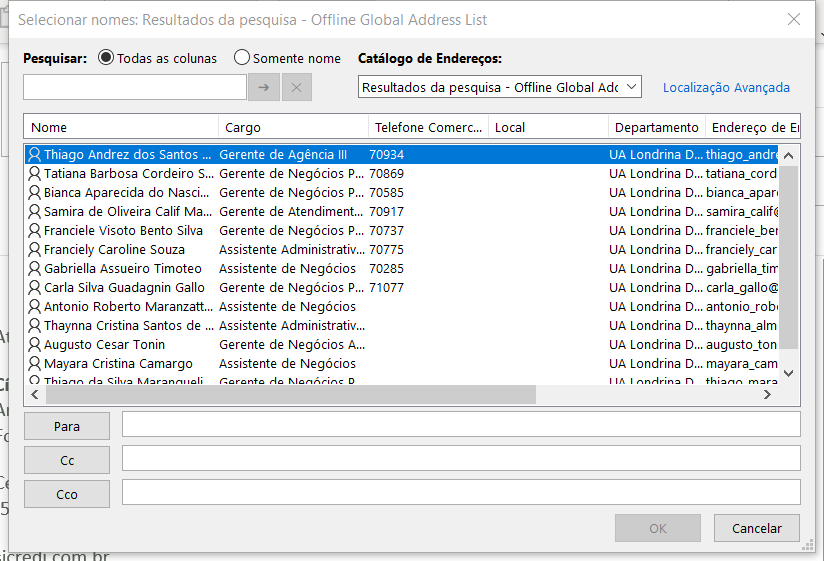 Selecionar nomes: Resultados da pesquisa - Offline Global Address List
Pesquisar: Todas as colunas Somente nome Catálogo de Endereços:
Resultados da pesquisa - Offline Global Adc Localização Avançada
Nome Cargo Telefone Comerc... Local Departamento Endereço de En
Thiago Andrez dos Santos ... Gerente de Agência III 70934 UA Londrina D... thiago_andre
Tatiana Barbosa Cordeiro S... Gerente de Negócios P... 70869 UA Londrina D... tatiana_cord
Bianca Aparecida do Nasci... Gerente de Negócios P... 70585 UA Londrina D... bianca_apar
Samira de Oliveira Calif Ma... Gerente de Atendiment... 70917 UA Londrina D... samira_calif@
Franciele Visoto Bento Silva Gerente de Negócios P... 70737 UA Londrina D... franciele_ber
Franciely Caroline Souza Assistente Administrativ... 70775 UA Londrina D... franciely_car
Gabriella Assueiro Timoteo Assistente de Negócios 70285 UA Londrina D... gabriella_tim
Carla Silva Guadagnin Gallo Gerente de Negócios P... 71077 UA Londrina D... carla_gallo@
Antonio Roberto Maranzatt... Assistente de Negócios UA Londrina D... antonio_robe
Thaynna Cristina Santos de ... Assistente Administrativ... UA Londrina D... thaynna_alm
Augusto Cesar Tonin Gerente de Negócios A... UA Londrina D... augusto_ton
Mayara Cristina Camargo Assistente de Negócios UA Londrina D... mayara_cam
Thiago da Silva Marangueli Gerente de Negócios P... UA Londrina D... thiago_mara
Para
Cc
Cco
OK Cancelar
sicredi.com.br